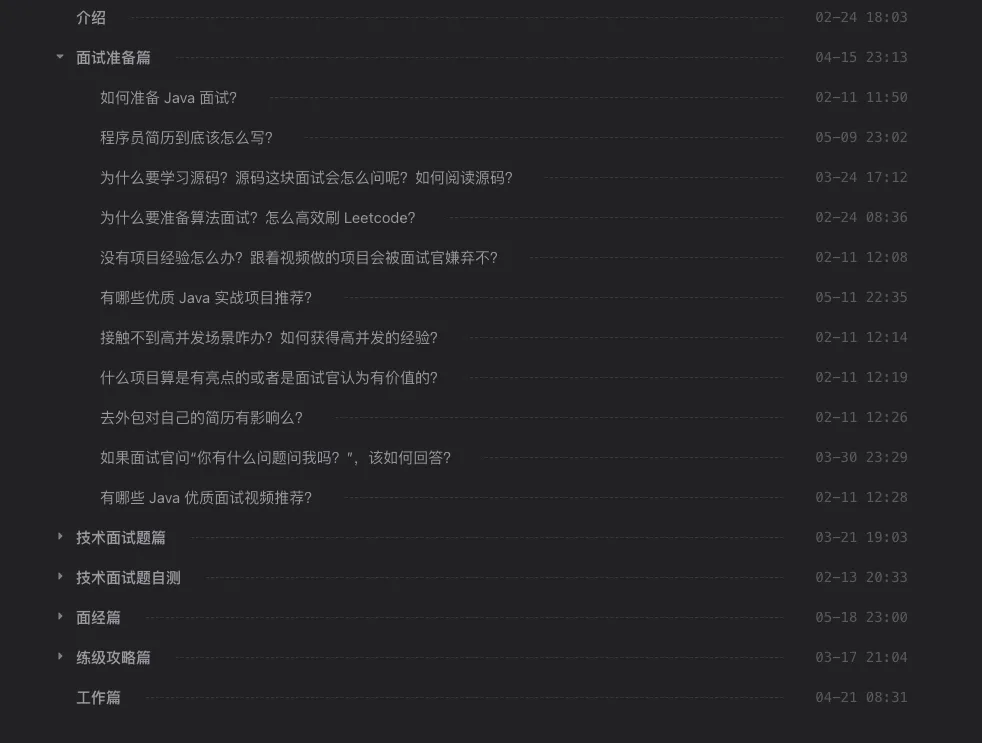 介绍 02-24 18:03
面试准备篇 04-15 23:13
如何准备 Java 面试? 02-11 11:50
程序员简历到底该怎么写? 05-09 23:02
为什么要学习源码? 源码这块面试会怎么问呢? 如何阅读源码? 03-24 17:12
为什么要准备算法面试? 怎么高效刷 Leetcode? 02-24 08:36
没有项目经验怎么办? 跟着视频做的项目会被面试官嫌弃不? 02-11 12:08
有哪些优质 Java 实战项目推荐? 05-11 22:35
接触不到高并发场景咋办? 如何获得高并发的经验? 02-11 12:14
什么项目算是有亮点的或者是面试官认为有价值的? 02-11 12:19
去外包对自己的简历有影响么? 02-11 12:26
如果面试官问“你有什么问题问我吗? ”, 该如何回答? 03-30 23:29
有哪些 Java 优质面试视频推荐? 02-11 12:28
技术面试题篇 03-21 19:03
技术面试题自测 02-13 20:33
面经篇 05-18 23:00
练级攻略篇 03-17 21:04
工作篇 04-21 08:31